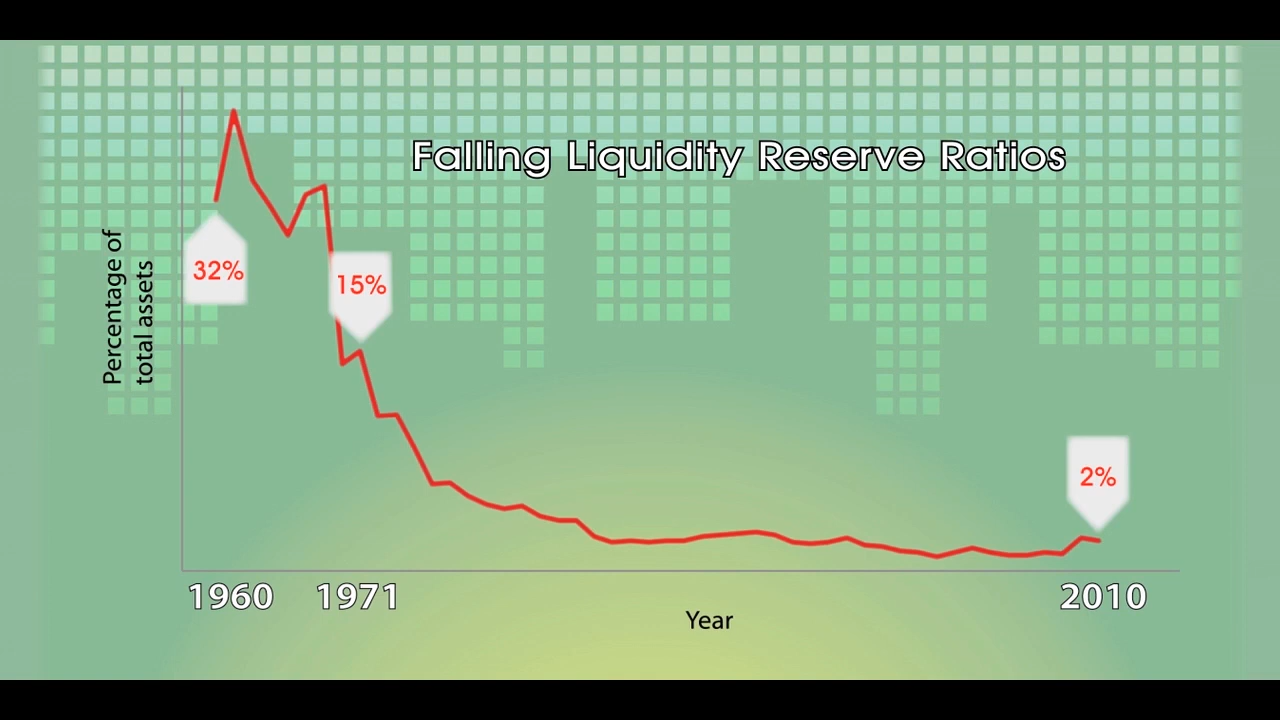 Falling Liquidity Reserve Ratios
Percentage of
total assets
32%
15%
2%
1960
1971
2010
Year